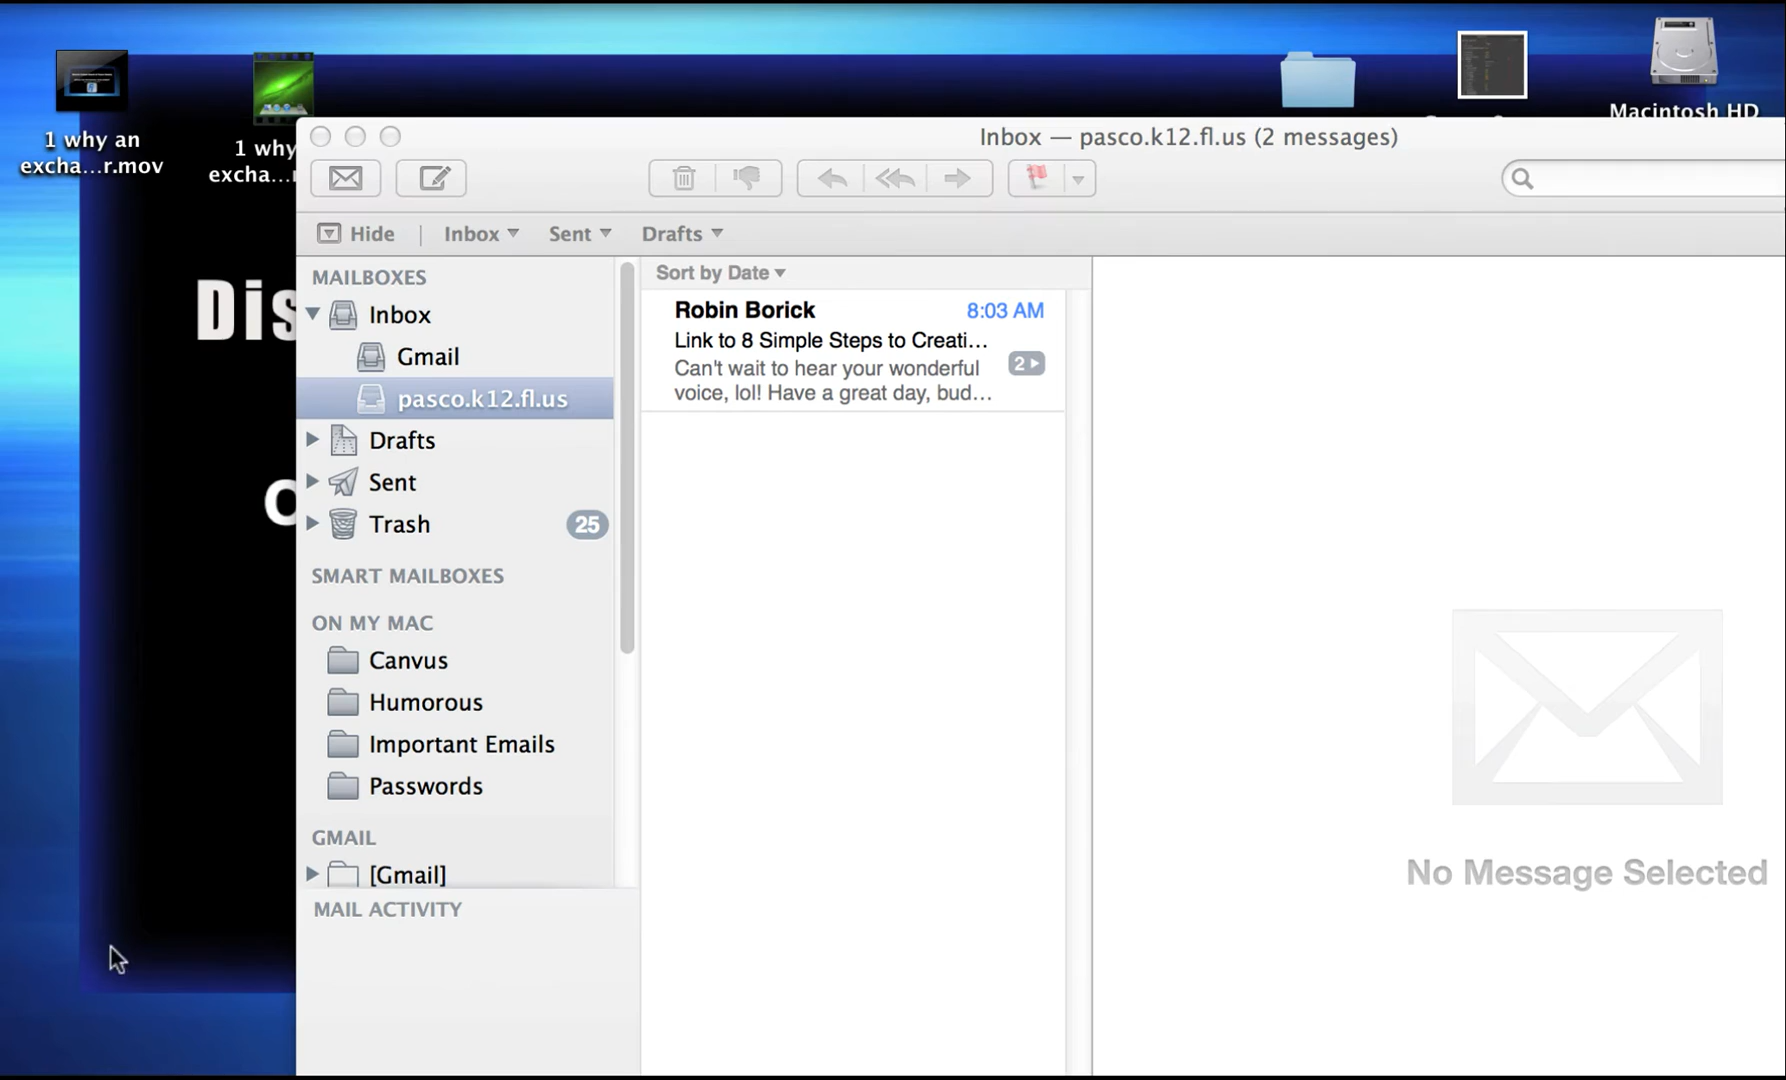 1 why an
excha...r.mov
1 why
excha...
Macintosh HD
Inbox — pasco.k12.fl.us (2 messages)
Hide | Inbox Sent Drafts
Dis
MAILBOXES
Inbox
Gmail
pasco.k12.fl.us
Drafts
Sent
Trash 25
SMART MAILBOXES
ON MY MAC
Canvus
Humorous
Important Emails
Passwords
GMAIL
[Gmail]
MAIL ACTIVITY
Sort by Date
Robin Borick 8:03 AM
Link to 8 Simple Steps to Creati...
Can't wait to hear your wonderful
voice, lol! Have a great day, bud...
2
No Message Selected